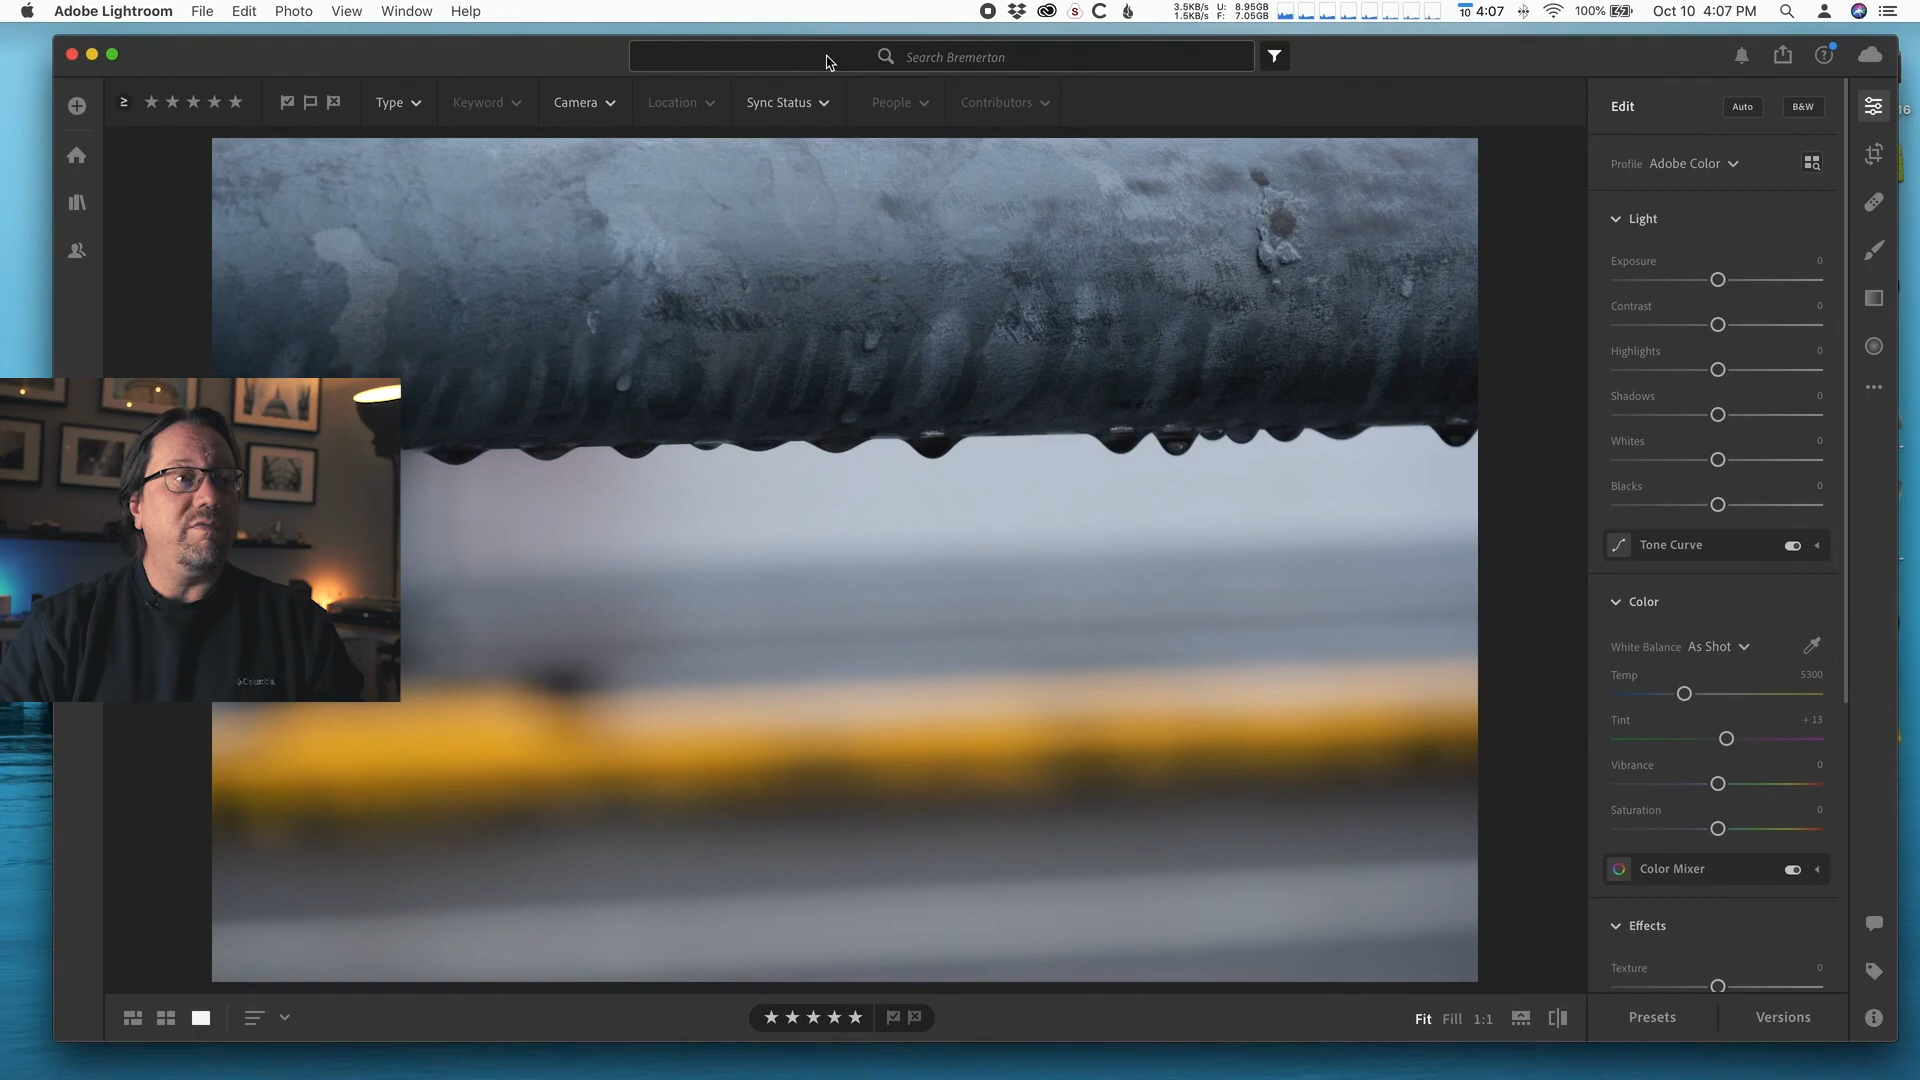 Adobe Lightroom File Edit Photo View Window Help
3.5KB/s 1.5KB/s U: 8.95GB F: 7.05GB 10 4:07 100% Oct 10 4:07 PM
Search Bremerton
≥ Type Keyword Camera Location Sync Status People Contributors
16
Edit Auto B&W
Profile Adobe Color
Light
Exposure 0
Contrast 0
Highlights 0
Shadows 0
Whites 0
Blacks 0
Tone Curve
Color
White Balance As Shot
Temp 5300
Tint + 13
Vibrance 0
Saturation 0
Color Mixer
Effects
Texture 0
Columbia
Fit Fill 1:1
Presets Versions